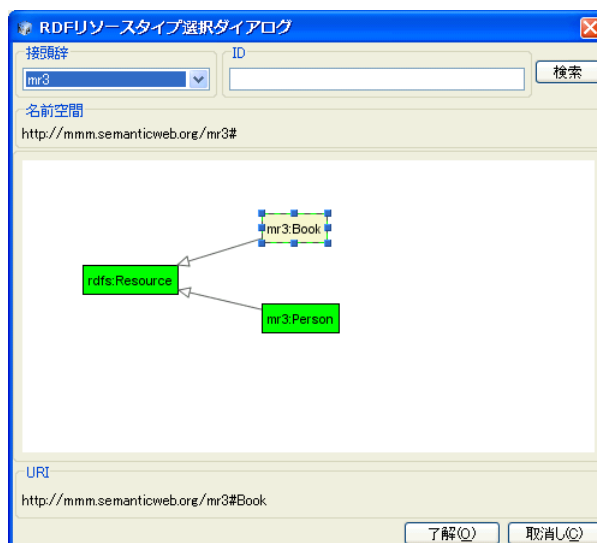 RDFリソースタイプ選択ダイアログ
接頭辞
ID
mr3
検索
名前空間
http://mmm.semanticweb.org/mr3#
mr3:Book
rdfs:Resource
mr3:Person
URI
http://mmm.semanticweb.org/mr3#Book
了解(O)
取消し(C)